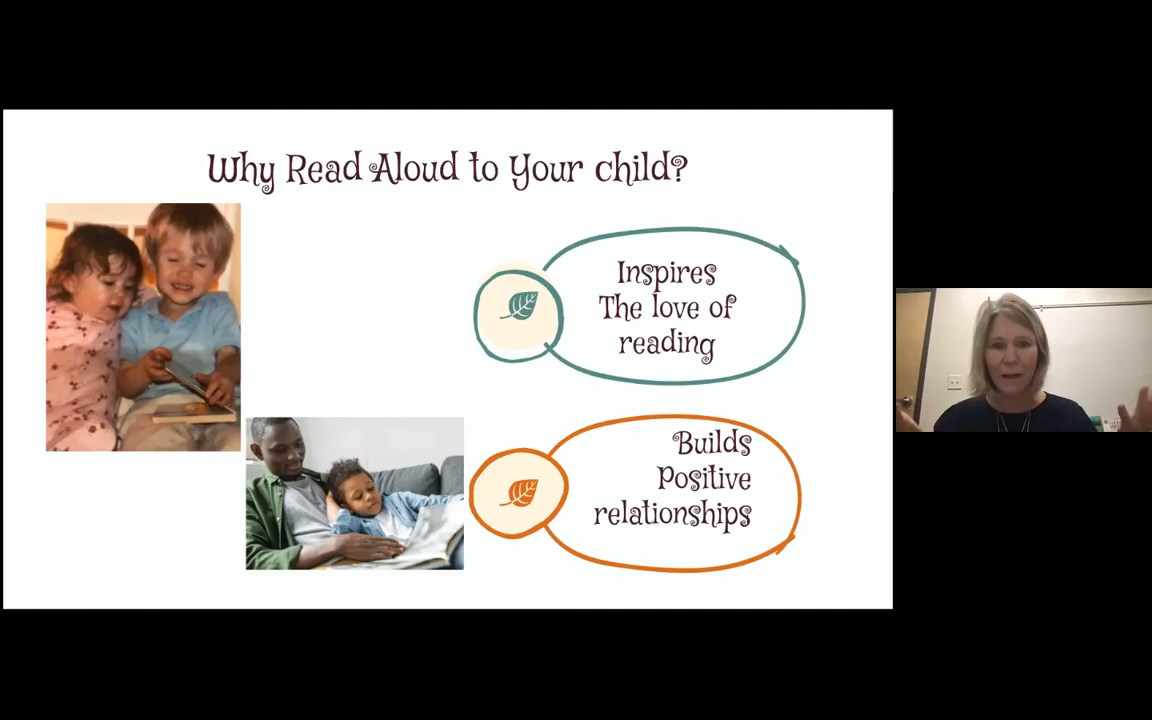 Why Read Aloud to Your child?
Inspires
The love of
reading
Builds
Positive
relationships